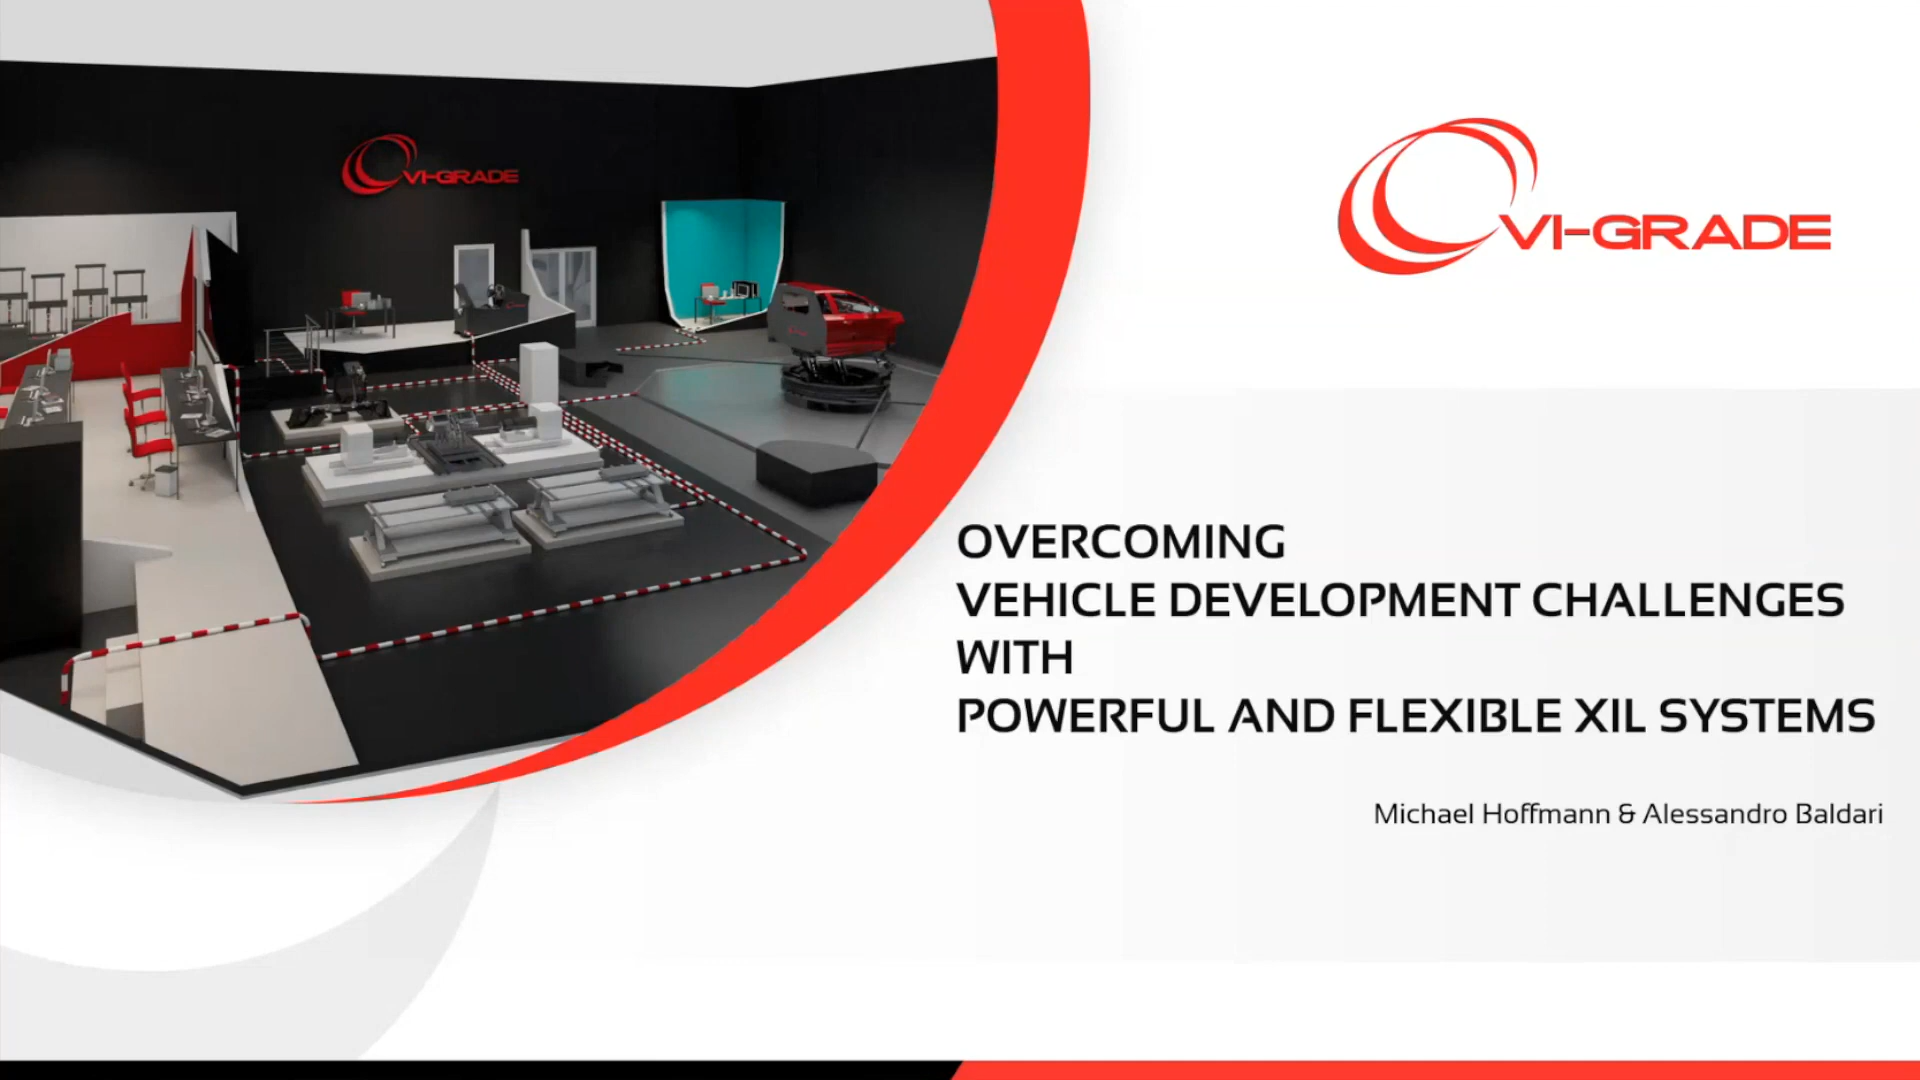 VI-GRADE
VI-GRADE
OVERCOMING
VEHICLE DEVELOPMENT CHALLENGES
WITH
POWERFUL AND FLEXIBLE XIL SYSTEMS
Michael Hoffmann & Alessandro Baldari